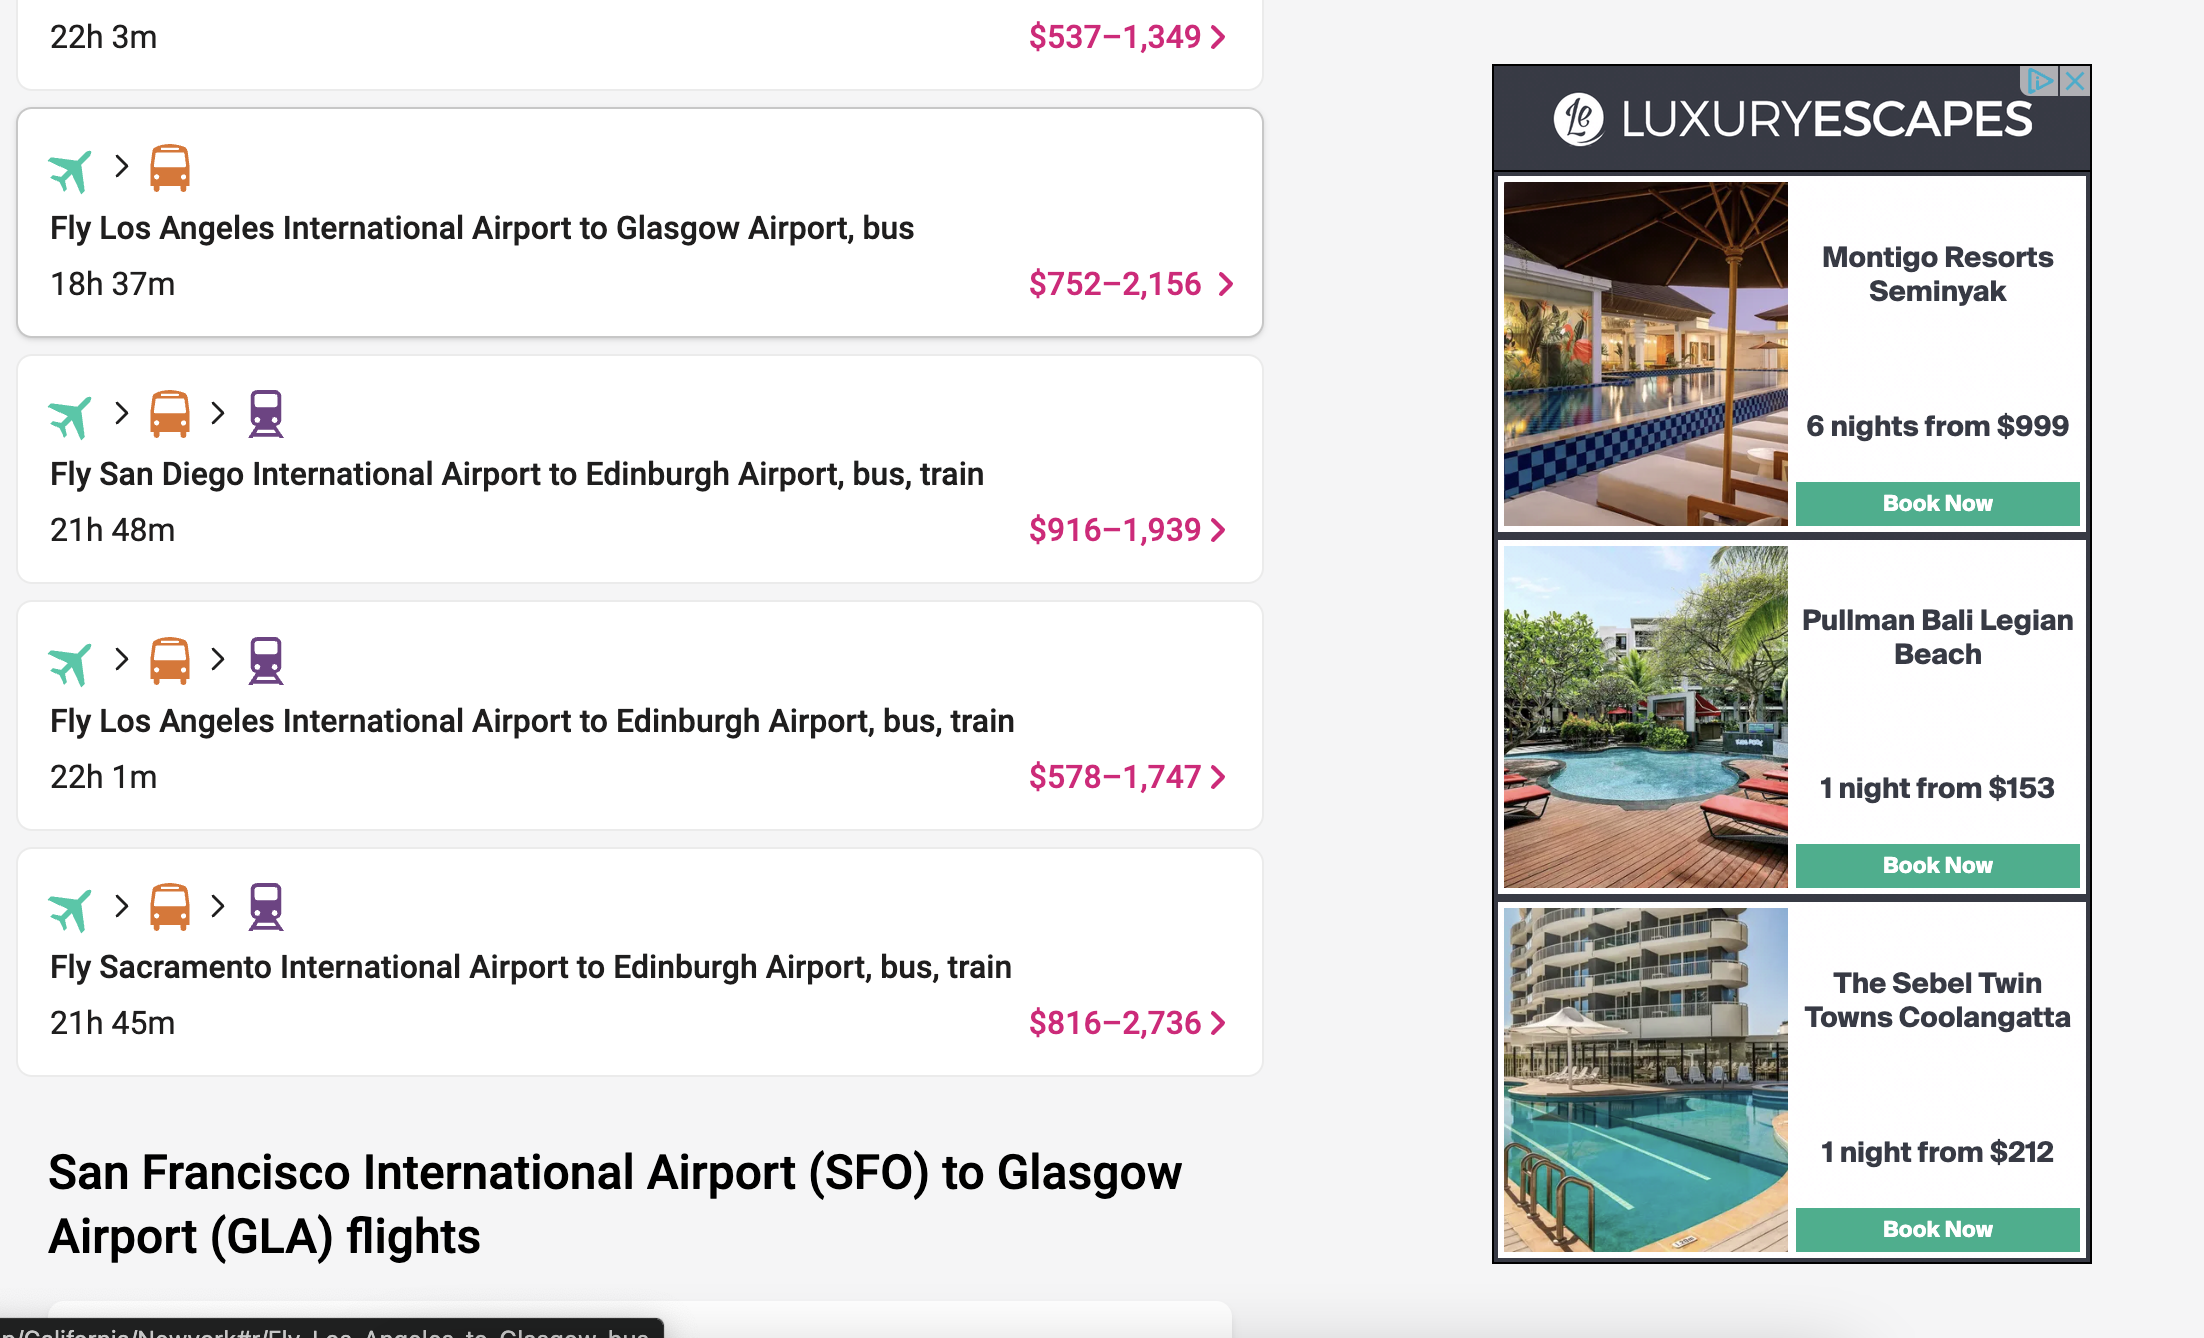 22h 3m
$537–1,349
Fly Los Angeles International Airport to Glasgow Airport, bus
18h 37m
$752–2,156
Fly San Diego International Airport to Edinburgh Airport, bus, train
21h 48m
$916–1,939
Fly Los Angeles International Airport to Edinburgh Airport, bus, train
22h 1m
$578–1,747
Fly Sacramento International Airport to Edinburgh Airport, bus, train
21h 45m
$816–2,736
San Francisco International Airport (SFO) to Glasgow
Airport (GLA) flights
Le LUXURYESCAPES
Montigo Resorts
Seminyak
6 nights from $999
Book Now
Pullman Bali Legian
Beach
1 night from $153
Book Now
The Sebel Twin
Towns Coolangatta
1 night from $212
Book Now
/California/Newyork#r/Fly-Los-Angeles-to-Glasgow-bus